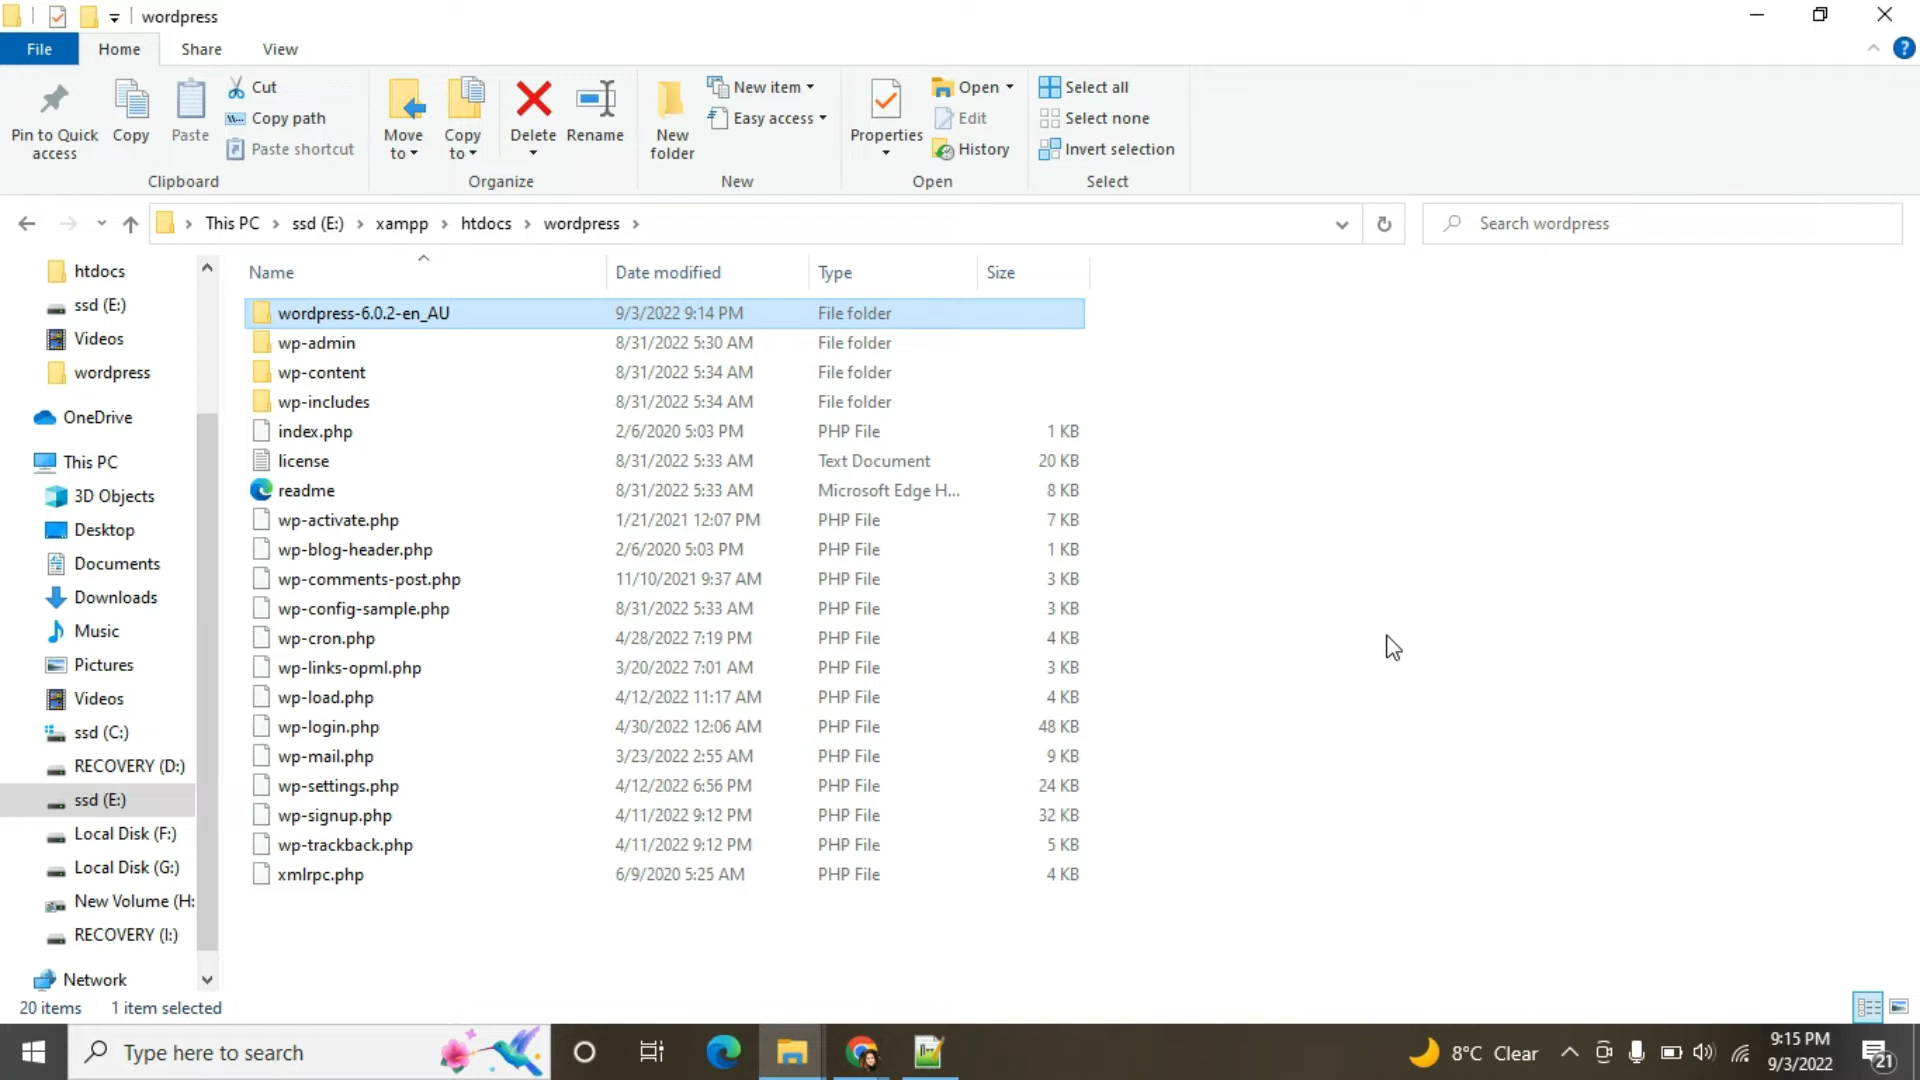 wordpress
File Home Share View
Pin to Quick access
Copy
Paste
Cut
Copy path
Paste shortcut
Clipboard
Move to
Copy to
Delete
Rename
Organize
New folder
New item
Easy access
New
Properties
Open
Edit
History
Open
Select all
Select none
Invert selection
Select
This PC > ssd (E:) > xampp > htdocs > wordpress >
Search wordpress
htdocs
ssd (E:)
Videos
wordpress
OneDrive
This PC
3D Objects
Desktop
Documents
Downloads
Music
Pictures
Videos
ssd (C:)
RECOVERY (D:)
ssd (E:)
Local Disk (F:)
Local Disk (G:)
New Volume (H:
RECOVERY (I:)
Network
Name Date modified Type Size
wordpress-6.0.2-en_AU 9/3/2022 9:14 PM File folder
wp-admin 8/31/2022 5:30 AM File folder
wp-content 8/31/2022 5:34 AM File folder
wp-includes 8/31/2022 5:34 AM File folder
index.php 2/6/2020 5:03 PM PHP File 1 KB
license 8/31/2022 5:33 AM Text Document 20 KB
readme 8/31/2022 5:33 AM Microsoft Edge H... 8 KB
wp-activate.php 1/21/2021 12:07 PM PHP File 7 KB
wp-blog-header.php 2/6/2020 5:03 PM PHP File 1 KB
wp-comments-post.php 11/10/2021 9:37 AM PHP File 3 KB
wp-config-sample.php 8/31/2022 5:33 AM PHP File 3 KB
wp-cron.php 4/28/2022 7:19 PM PHP File 4 KB
wp-links-opml.php 3/20/2022 7:01 AM PHP File 3 KB
wp-load.php 4/12/2022 11:17 AM PHP File 4 KB
wp-login.php 4/30/2022 12:06 AM PHP File 48 KB
wp-mail.php 3/23/2022 2:55 AM PHP File 9 KB
wp-settings.php 4/12/2022 6:56 PM PHP File 24 KB
wp-signup.php 4/11/2022 9:12 PM PHP File 32 KB
wp-trackback.php 4/11/2022 9:12 PM PHP File 5 KB
xmlrpc.php 6/9/2020 5:25 AM PHP File 4 KB
20 items 1 item selected
Type here to search
8°C Clear
9:15 PM
9/3/2022
21